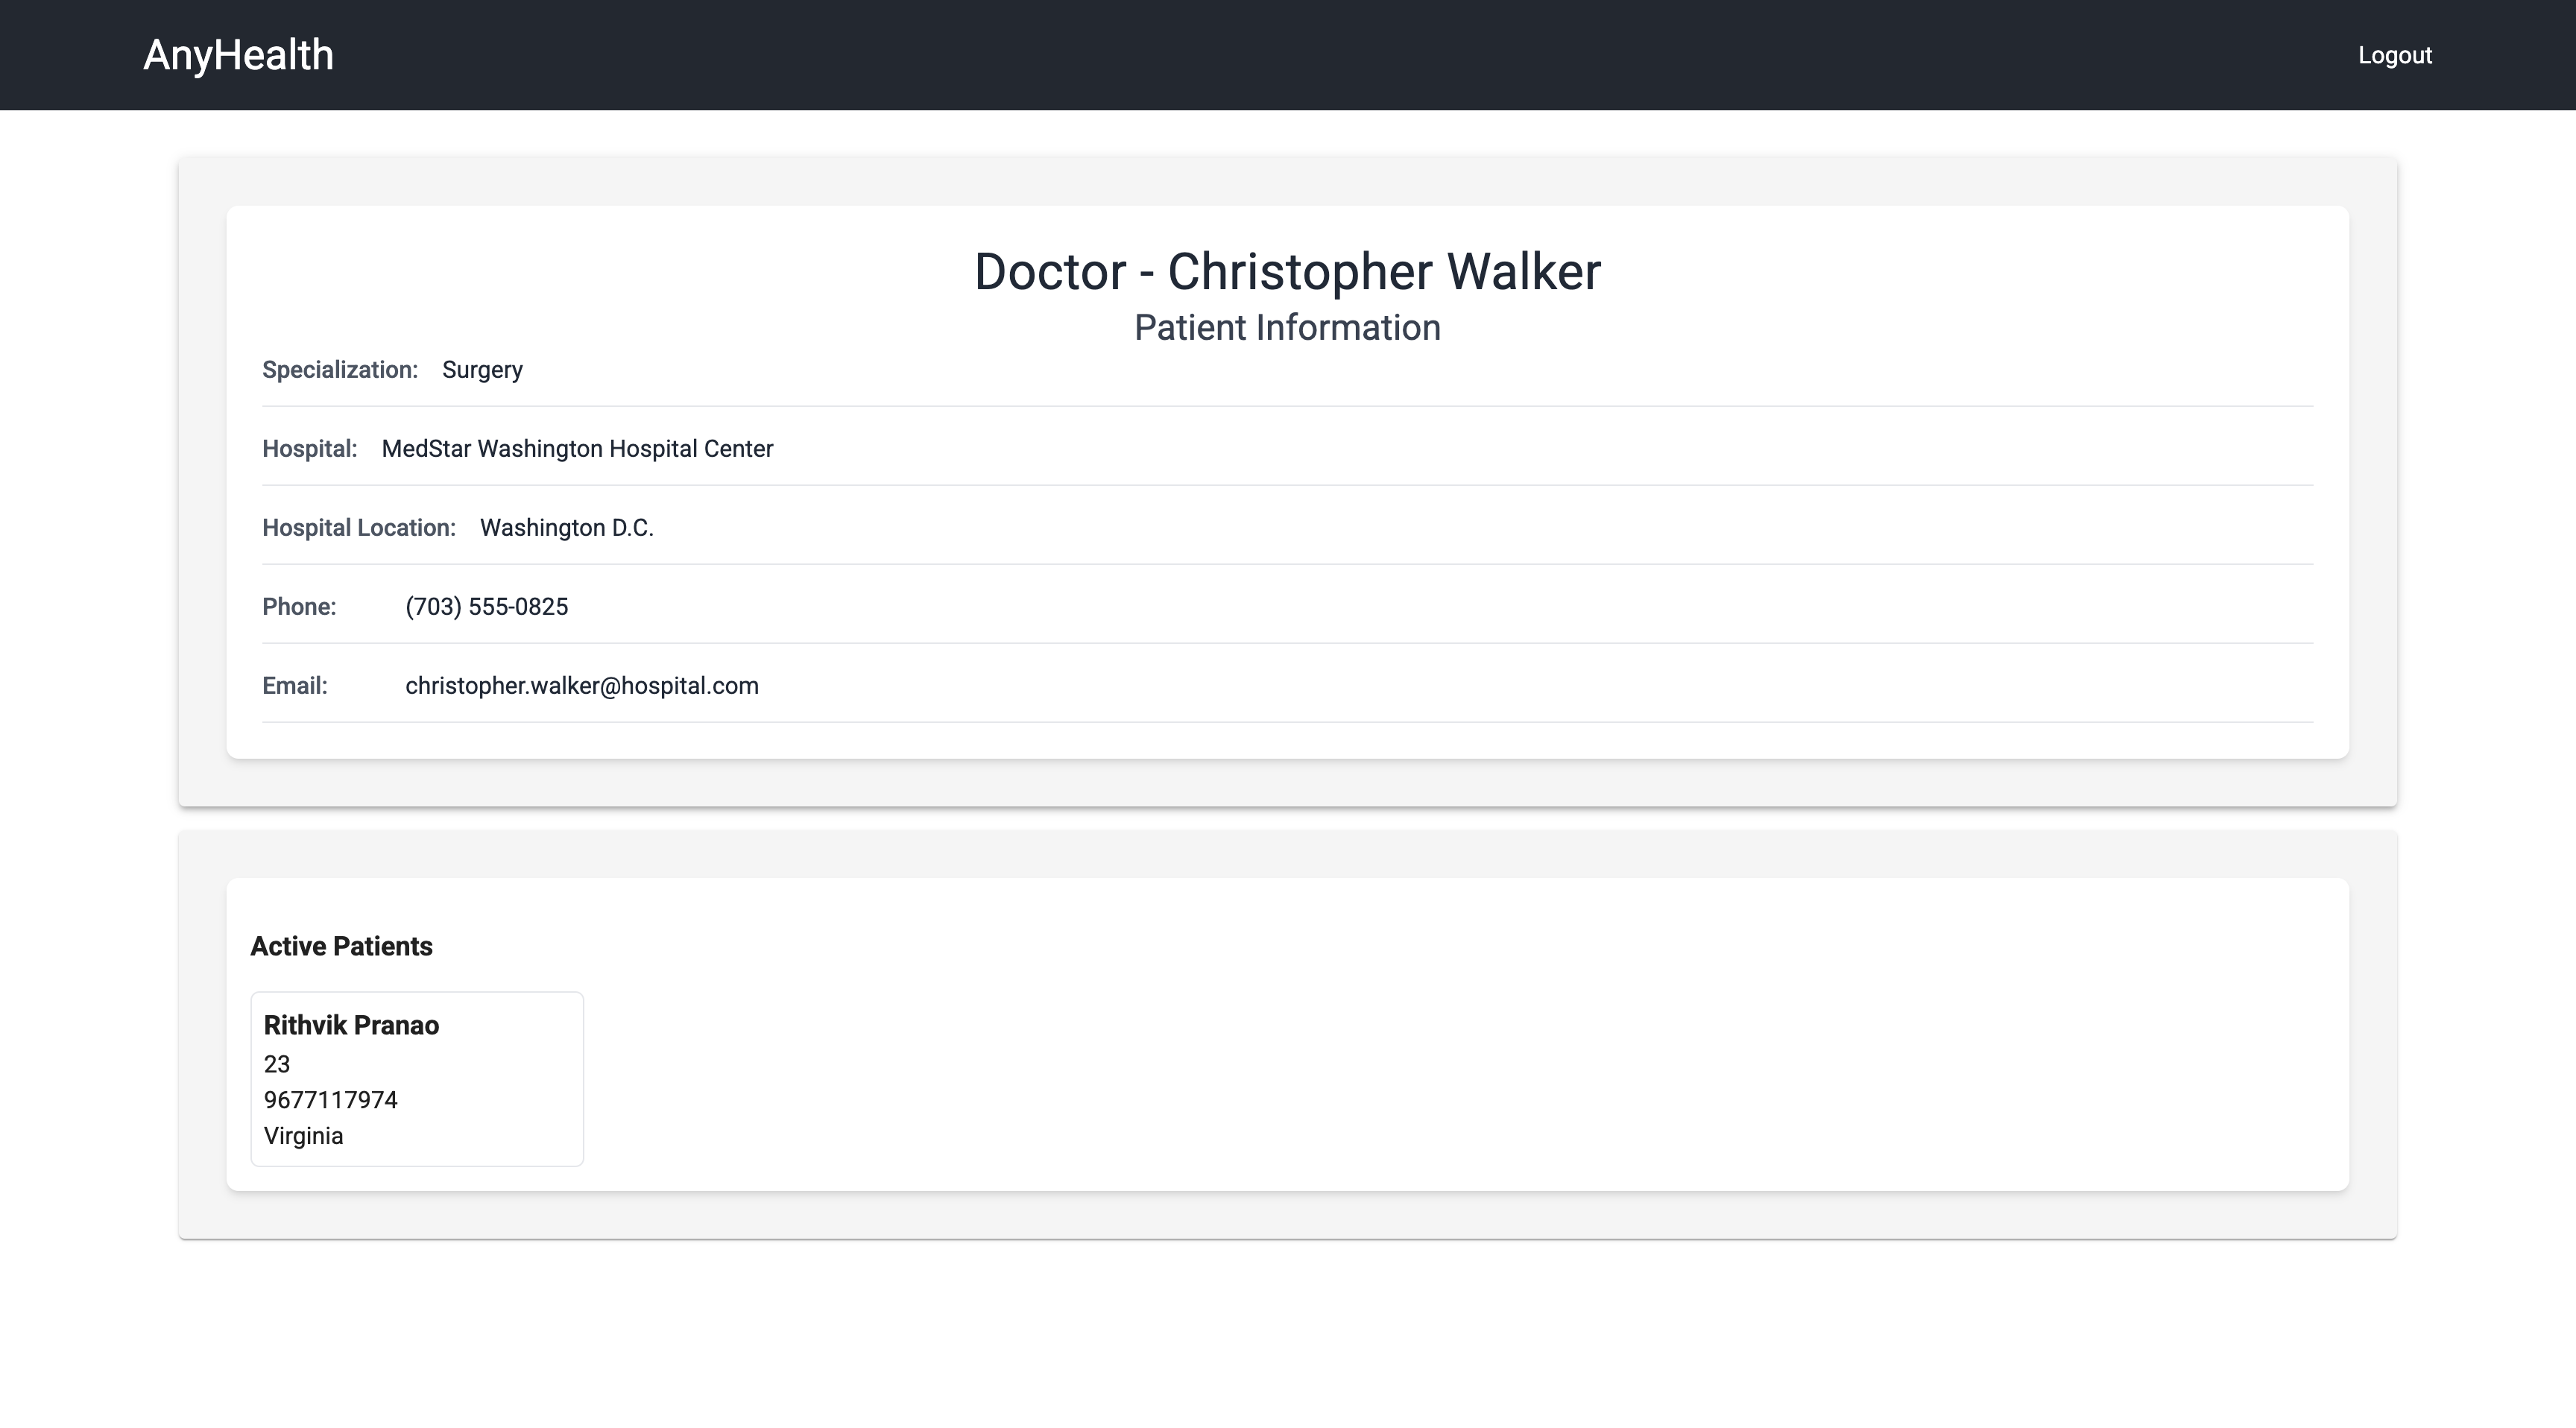 AnyHealth
Logout
Doctor - Christopher Walker
Patient Information
Specialization: Surgery
Hospital: MedStar Washington Hospital Center
Hospital Location: Washington D.C.
Phone: (703) 555-0825
Email: christopher.walker@hospital.com
Active Patients
Rithvik Pranao
23
9677117974
Virginia